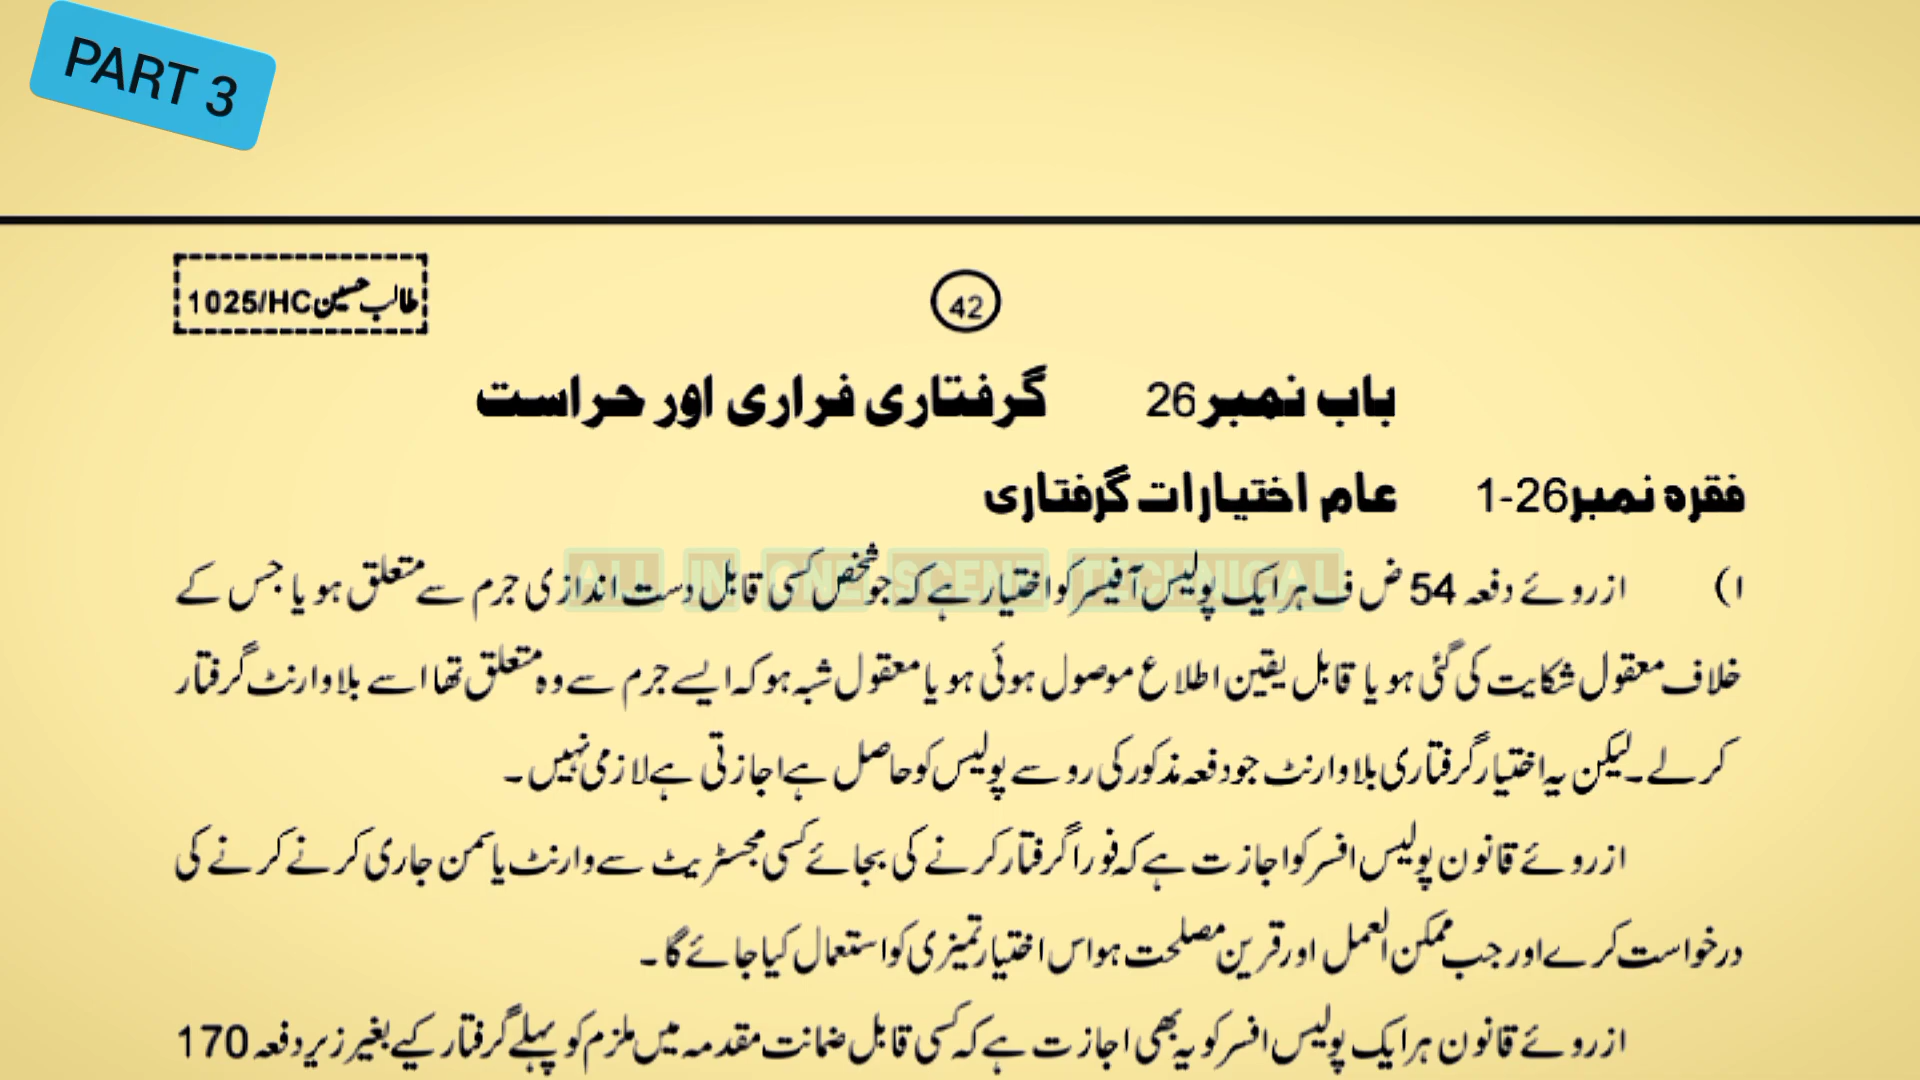 PART 3
طالب حسین 1025/HC
42
باب نمبر 26 گرفتاری فراری اور حراست
فقرہ نمبر 26-1 عام اختیارات گرفتاری
ا) ازروئے دفعہ 54 ض ف ہر ایک پولیس آفیسر کو اختیار ہے کہ جو شخص کسی قابل دست اندازی جرم سے متعلق ہو یا جس کے
خلاف معقول شکایت کی گئی ہو یا قابل یقین اطلاع موصول ہوئی ہو یا معقول شبہ ہو کہ ایسے جرم سے وہ متعلق تھا اسے بلا وارنٹ گرفتار
کر لے۔ لیکن یہ اختیار گرفتاری بلا وارنٹ جو دفعہ مذکور کی رو سے پولیس کو حاصل ہے اجازتی ہے لازمی نہیں۔
ازروئے قانون پولیس افسر کو اجازت ہے کہ فوراً گرفتار کرنے کی بجائے کسی مجسٹریٹ سے وارنٹ یا سمن جاری کرنے کرنے کی
درخواست کرے اور جب ممکن العمل اور قرین مصلحت ہو اس اختیار تمیزی کو استعمال کیا جائے گا۔
ازروئے قانون ہر ایک پولیس افسر کو یہ بھی اجازت ہے کہ کسی قابل ضمانت مقدمہ میں ملزم کو پہلے گرفتار کیے بغیر زیر دفعہ 170
ALL IN ONE SCENT TECHNICAL